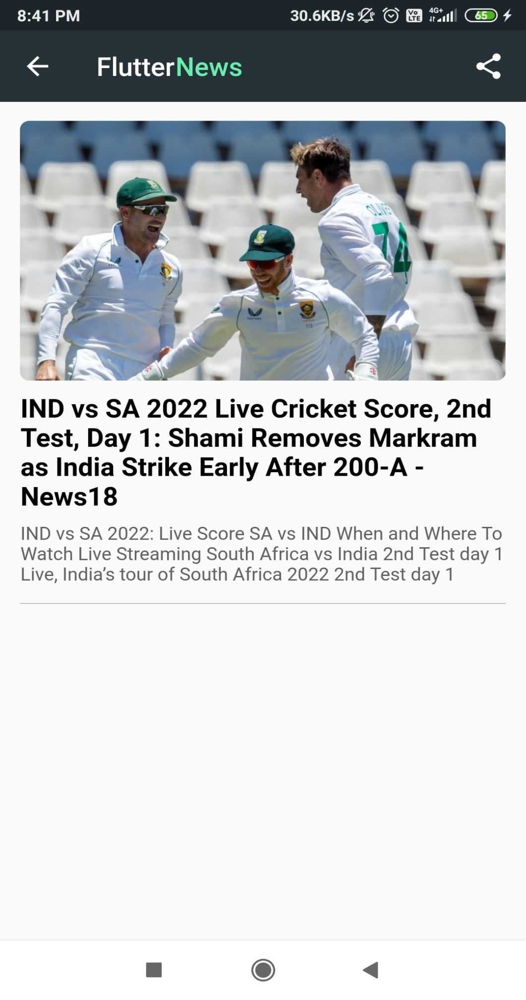 8:41 PM 30.6KB/s Vo LTE 4G+ 65
FlutterNews
74
113
IND vs SA 2022 Live Cricket Score, 2nd
Test, Day 1: Shami Removes Markram
as India Strike Early After 200-A -
News18
IND vs SA 2022: Live Score SA vs IND When and Where To
Watch Live Streaming South Africa vs India 2nd Test day 1
Live, India’s tour of South Africa 2022 2nd Test day 1